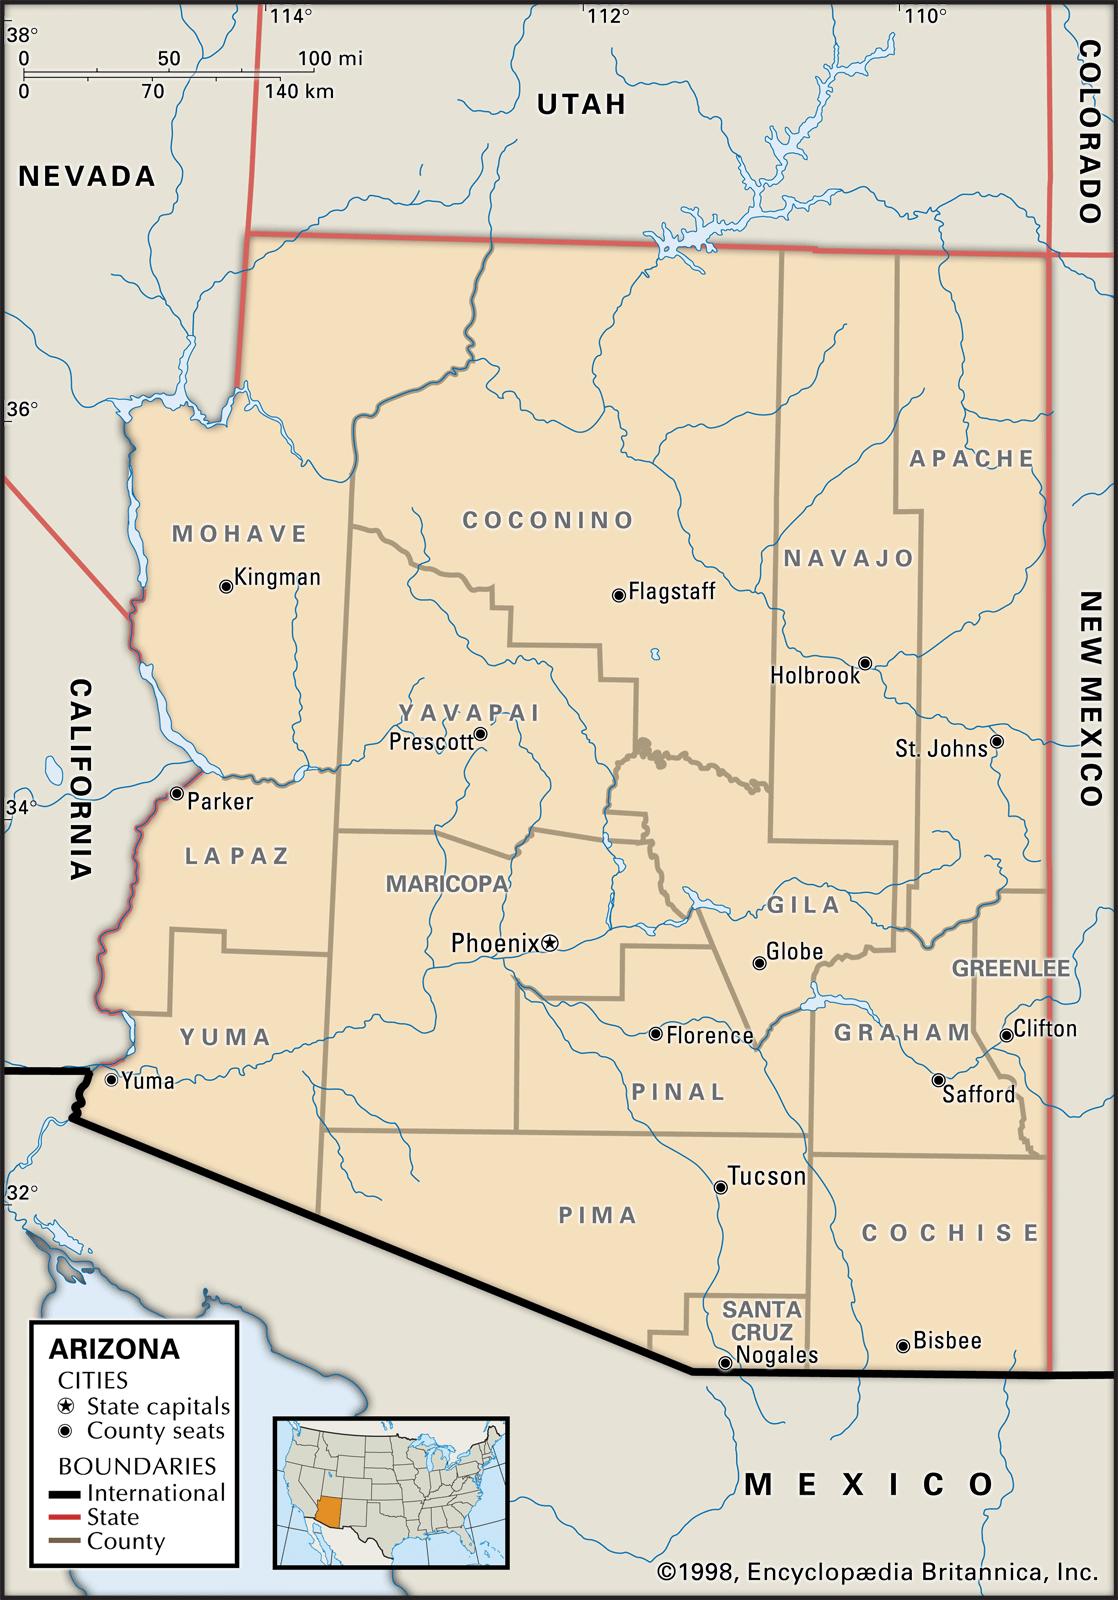 114°
112°
110°
38°
0 50 100 mi
0 70 140 km
UTAH
COLORADO
NEVADA
36°
APACHE
COCONINO
MOHAVE
NAVAJO
Kingman
Flagstaff
NEW MEXICO
Holbrook
CALIFORNIA
YAVAPAI
Prescott
St. Johns
Parker
34°
LA PAZ
MARICOPA
GILA
Phoenix
Globe
GREENLEE
YUMA
Florence
GRAHAM
Clifton
Yuma
PINAL
Safford
Tucson
32°
PIMA
COCHISE
SANTA
CRUZ
Nogales
Bisbee
ARIZONA
CITIES
State capitals
County seats
BOUNDARIES
International
State
County
MEXICO
©1998, Encyclopædia Britannica, Inc.